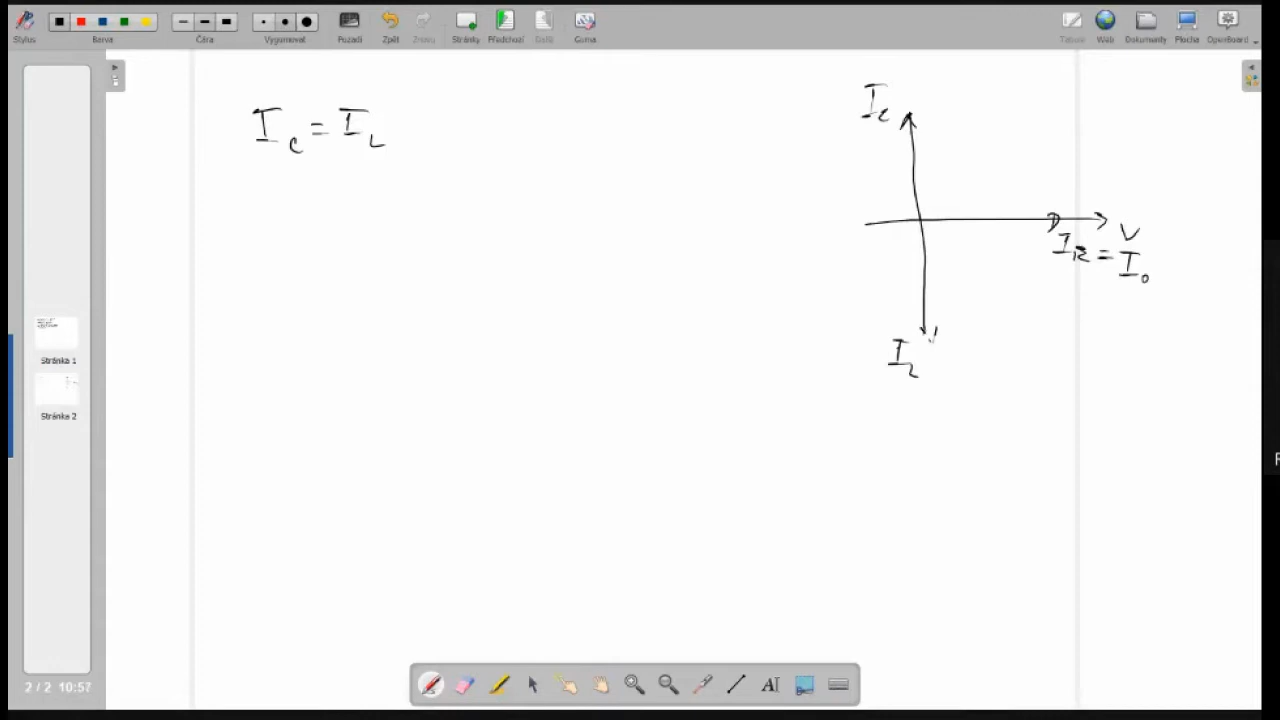 Stylus
Barva
Čára
Vygumovat
Pozadí
Zpět
Znovu
Stránky
Předchozí
Další
Guma
Tabule
Web
Dokumenty
Plocha
OpenBoard
I_C = I_L
I_C
V
I_R = I_0
I_L
Stránka 1
Stránka 2
2 / 2 10:57
AI